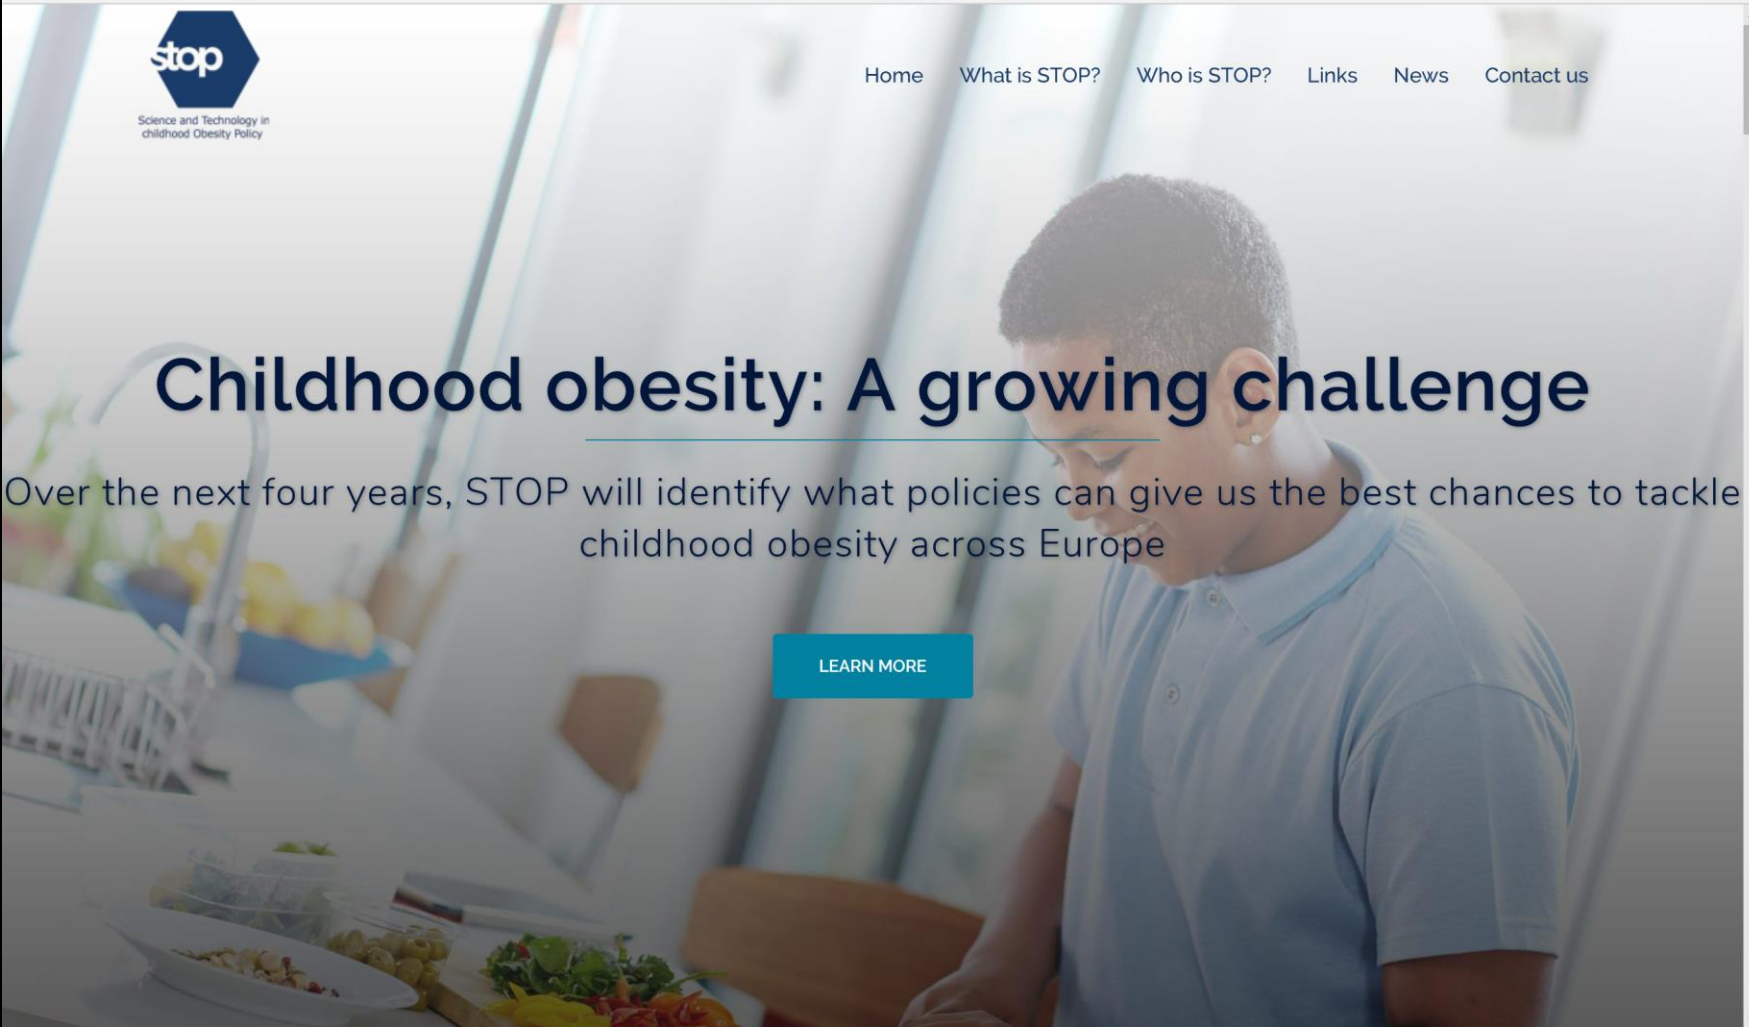 stop
Science and Technology in
childhood Obesity Policy
Home What is STOP? Who is STOP? Links News Contact us
Childhood obesity: A growing challenge
Over the next four years, STOP will identify what policies can give us the best chances to tackle
childhood obesity across Europe
LEARN MORE